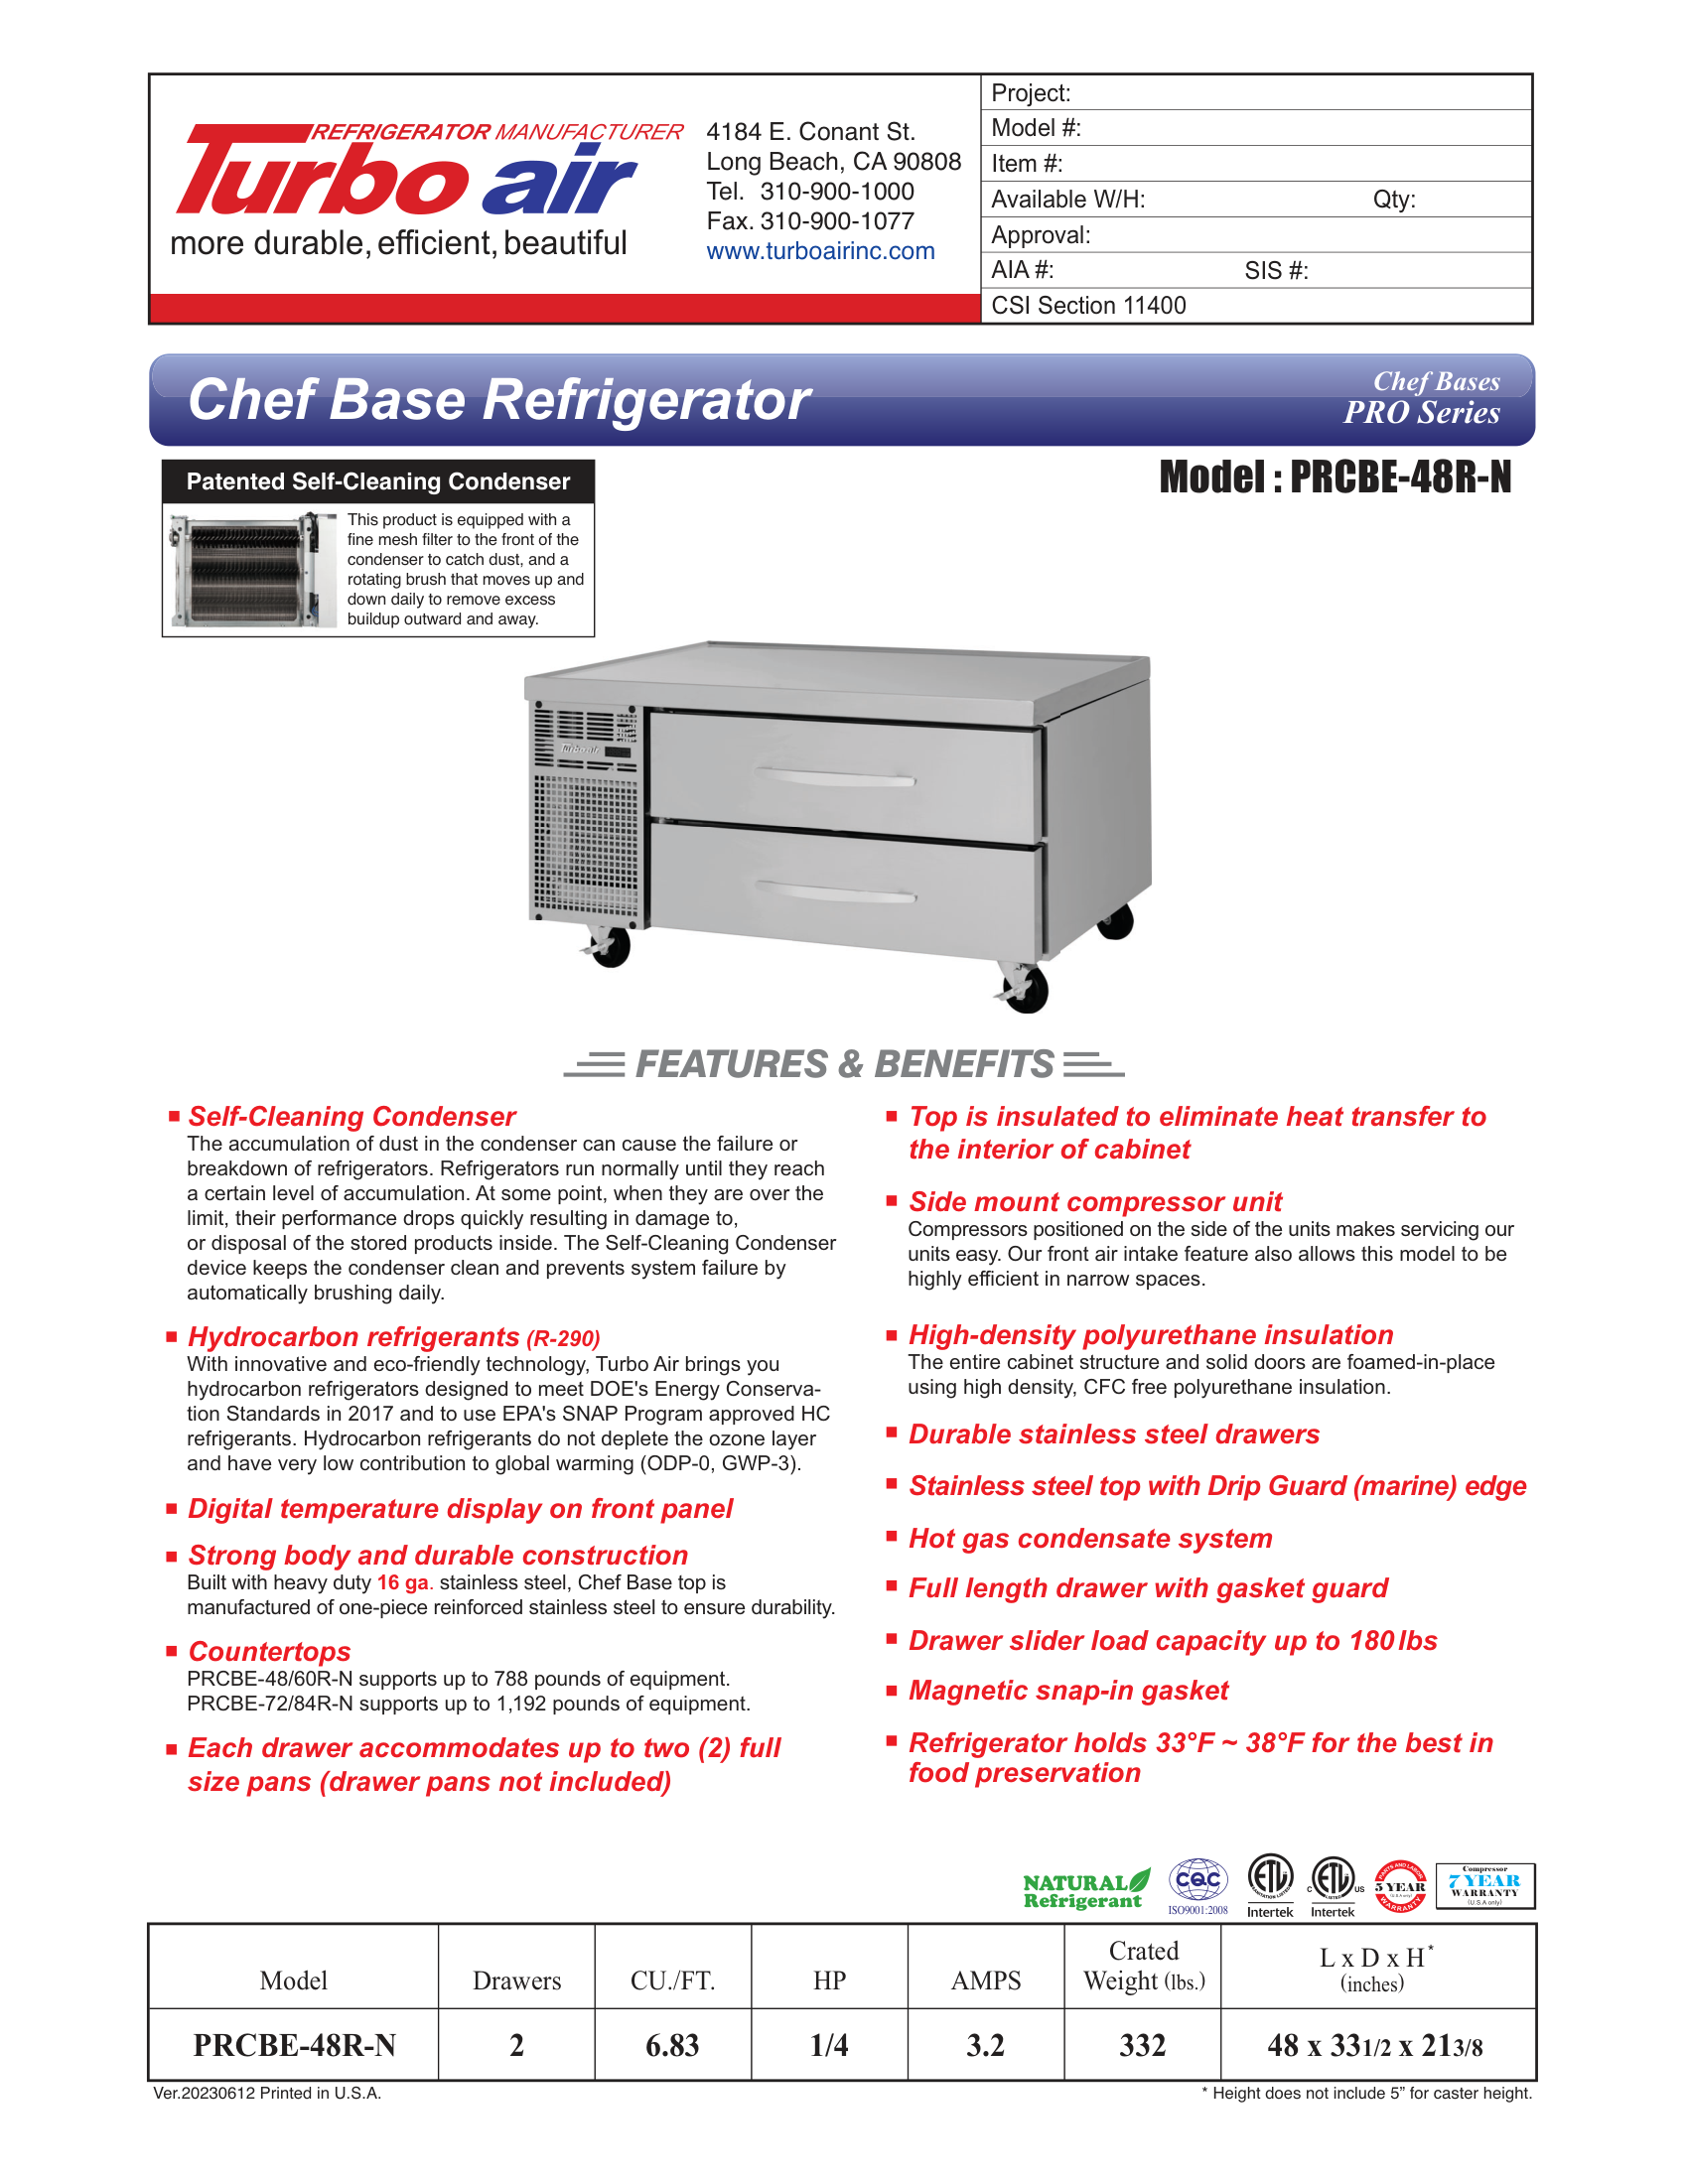 REFRIGERATOR MANUFACTURER
Turbo air
more durable, efficient, beautiful
4184 E. Conant St.
Long Beach, CA 90808
Tel. 310-900-1000
Fax. 310-900-1077
www.turboairinc.com
Project:
Model #:
Item #:
Available W/H: Qty:
Approval:
AIA #: SIS #:
CSI Section 11400
Chef Base Refrigerator
Chef Bases
PRO Series
Patented Self-Cleaning Condenser
This product is equipped with a
fine mesh filter to the front of the
condenser to catch dust, and a
rotating brush that moves up and
down daily to remove excess
buildup outward and away.
Model : PRCBE-48R-N
Turbo air
FEATURES & BENEFITS
■ Self-Cleaning Condenser
The accumulation of dust in the condenser can cause the failure or
breakdown of refrigerators. Refrigerators run normally until they reach
a certain level of accumulation. At some point, when they are over the
limit, their performance drops quickly resulting in damage to,
or disposal of the stored products inside. The Self-Cleaning Condenser
device keeps the condenser clean and prevents system failure by
automatically brushing daily.
■ Hydrocarbon refrigerants (R-290)
With innovative and eco-friendly technology, Turbo Air brings you
hydrocarbon refrigerators designed to meet DOE's Energy Conserva-
tion Standards in 2017 and to use EPA's SNAP Program approved HC
refrigerants. Hydrocarbon refrigerants do not deplete the ozone layer
and have very low contribution to global warming (ODP-0, GWP-3).
■ Digital temperature display on front panel
■ Strong body and durable construction
Built with heavy duty 16 ga. stainless steel, Chef Base top is
manufactured of one-piece reinforced stainless steel to ensure durability.
■ Countertops
PRCBE-48/60R-N supports up to 788 pounds of equipment.
PRCBE-72/84R-N supports up to 1,192 pounds of equipment.
■ Each drawer accommodates up to two (2) full
size pans (drawer pans not included)
■ Top is insulated to eliminate heat transfer to
the interior of cabinet
■ Side mount compressor unit
Compressors positioned on the side of the units makes servicing our
units easy. Our front air intake feature also allows this model to be
highly efficient in narrow spaces.
■ High-density polyurethane insulation
The entire cabinet structure and solid doors are foamed-in-place
using high density, CFC free polyurethane insulation.
■ Durable stainless steel drawers
■ Stainless steel top with Drip Guard (marine) edge
■ Hot gas condensate system
■ Full length drawer with gasket guard
■ Drawer slider load capacity up to 180 lbs
■ Magnetic snap-in gasket
■ Refrigerator holds 33°F ~ 38°F for the best in
food preservation
NATURAL
Refrigerant
CQC
ISO9001:2008
ETL
SANITATION LISTED
Intertek
C ETL US
LISTED
Intertek
PARTS AND LABOR
5 YEAR
(U.S.A only)
WARRANTY
Compressor
7 YEAR
WARRANTY
(U.S.A only)
Model Drawers CU./FT. HP AMPS Crated Weight (lbs.) L x D x H* (inches)
PRCBE-48R-N 2 6.83 1/4 3.2 332 48 x 331/2 x 213/8
Ver.20230612 Printed in U.S.A.
* Height does not include 5” for caster height.